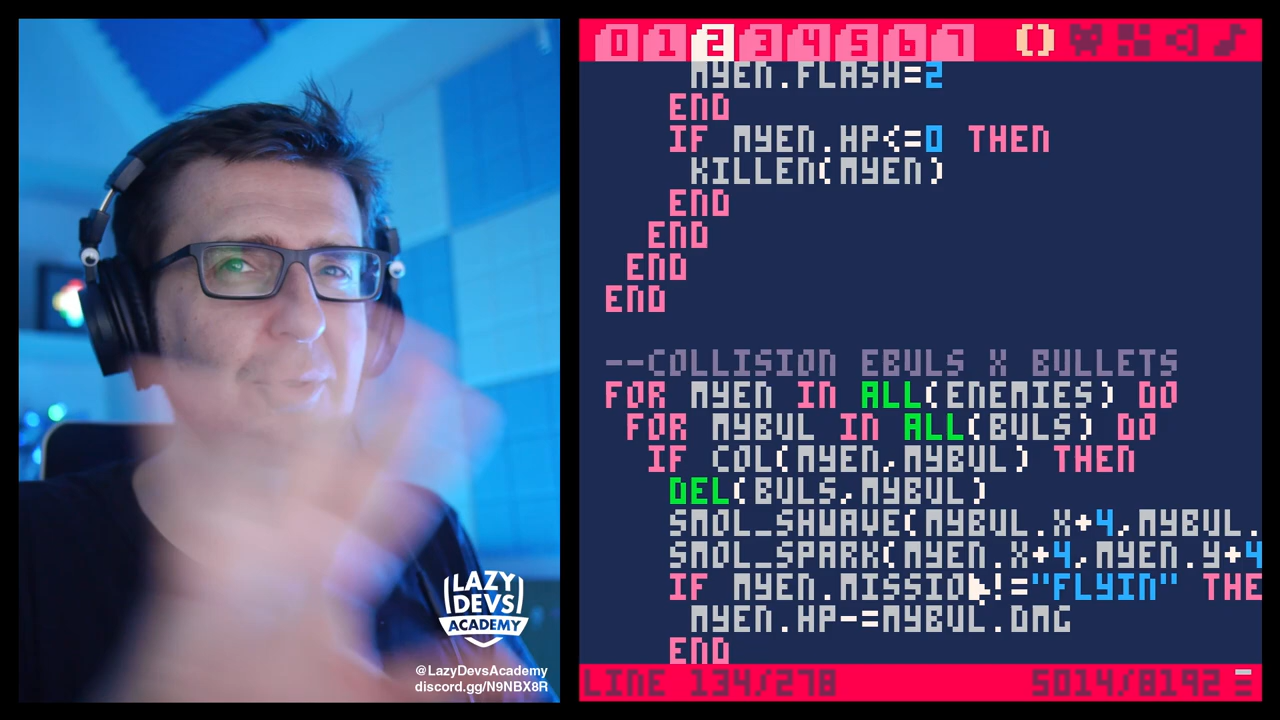 0 1 2 3 4 5 6 7
MYEN.FLASH=2
END
IF MYEN.HP<=0 THEN
KILLEN(MYEN)
END
END
END
END
--COLLISION EBULS X BULLETS
FOR MYEN IN ALL(ENEMIES) DO
FOR MYBUL IN ALL(BULS) DO
IF COL(MYEN,MYBUL) THEN
DEL(BULS,MYBUL)
SMOL_SHWAVE(MYBUL.X+4,MYBUL.
SMOL_SPARK(MYEN.X+4,MYEN.Y+4
IF MYEN.MISSION!="FLYIN" THE
MYEN.HP-=MYBUL.DMG
END
LINE 134/278 5014/8192
LAZY
DEVS
ACADEMY
@LazyDevsAcademy
discord.gg/N9NBX8R